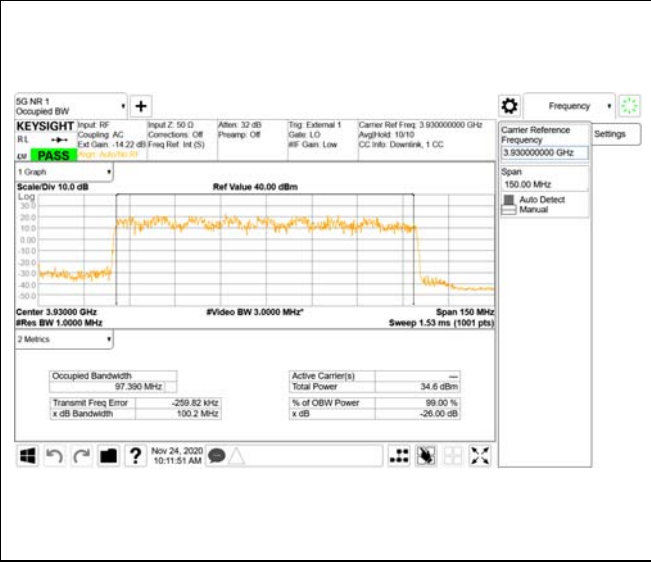 5G NR 1
Occupied BW
Frequency
KEYSIGHT
R L
PASS
Input: RF
Coupling: AC
Ext Gain: -14.22 dB
Align: Auto/No RF
Input Z: 50 Ω
Corrections: Off
Freq Ref: Int (S)
Atten: 32 dB
Preamp: Off
Trig: External 1
Gate: LO
#IF Gain: Low
Carrier Ref Freq: 3.930000000 GHz
Avg|Hold: 10/10
CC Info: Downlink, 1 CC
Carrier Reference
Frequency
3.930000000 GHz
Settings
Span
150.00 MHz
Auto Detect
Manual
1 Graph
Scale/Div 10.0 dB
Ref Value 40.00 dBm
Log
30.0
20.0
10.0
0.00
-10.0
-20.0
-30.0
-40.0
-50.0
Center 3.93000 GHz
#Video BW 3.0000 MHz*
Span 150 MHz
#Res BW 1.0000 MHz
Sweep 1.53 ms (1001 pts)
2 Metrics
Occupied Bandwidth
97.390 MHz
Transmit Freq Error -259.82 kHz
x dB Bandwidth 100.2 MHz
Active Carrier(s) —
Total Power 34.6 dBm
% of OBW Power 99.00 %
x dB -26.00 dB
?
Nov 24, 2020
10:11:51 AM